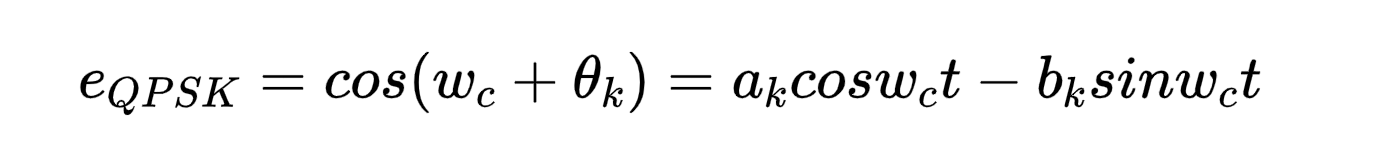 e_{QPSK} = cos(w_c + θ_k) = a_k cosw_c t − b_k sinw_c t